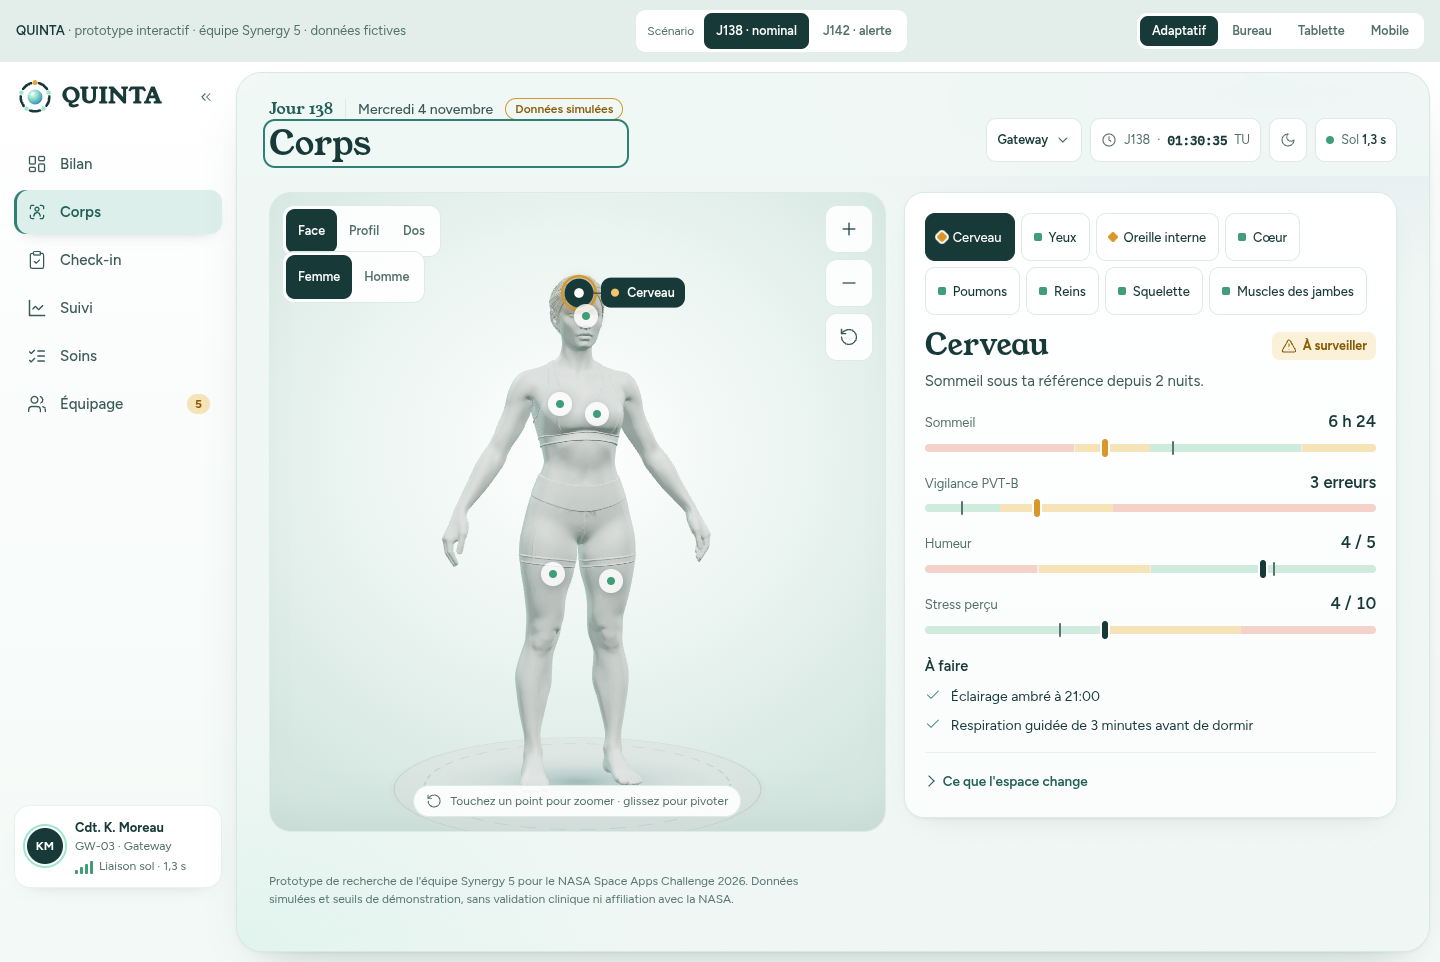 QUINTA · prototype interactif · équipe Synergy 5 · données fictives
Scénario J138 · nominal J142 · alerte
Adaptatif Bureau Tablette Mobile
QUINTA
Bilan
Corps
Check-in
Suivi
Soins
Équipage 5
KM
Cdt. K. Moreau
GW-03 · Gateway
Liaison sol · 1,3 s
Jour 138 Mercredi 4 novembre Données simulées
Corps
Gateway J138 · 01:30:35 TU Sol 1,3 s
Face Profil Dos
Femme Homme
Cerveau
Touchez un point pour zoomer · glissez pour pivoter
Cerveau Yeux Oreille interne Cœur
Poumons Reins Squelette Muscles des jambes
Cerveau
À surveiller
Sommeil sous ta référence depuis 2 nuits.
Sommeil 6 h 24
Vigilance PVT-B 3 erreurs
Humeur 4 / 5
Stress perçu 4 / 10
À faire
Éclairage ambré à 21:00
Respiration guidée de 3 minutes avant de dormir
Ce que l'espace change
Prototype de recherche de l'équipe Synergy 5 pour le NASA Space Apps Challenge 2026. Données
simulées et seuils de démonstration, sans validation clinique ni affiliation avec la NASA.